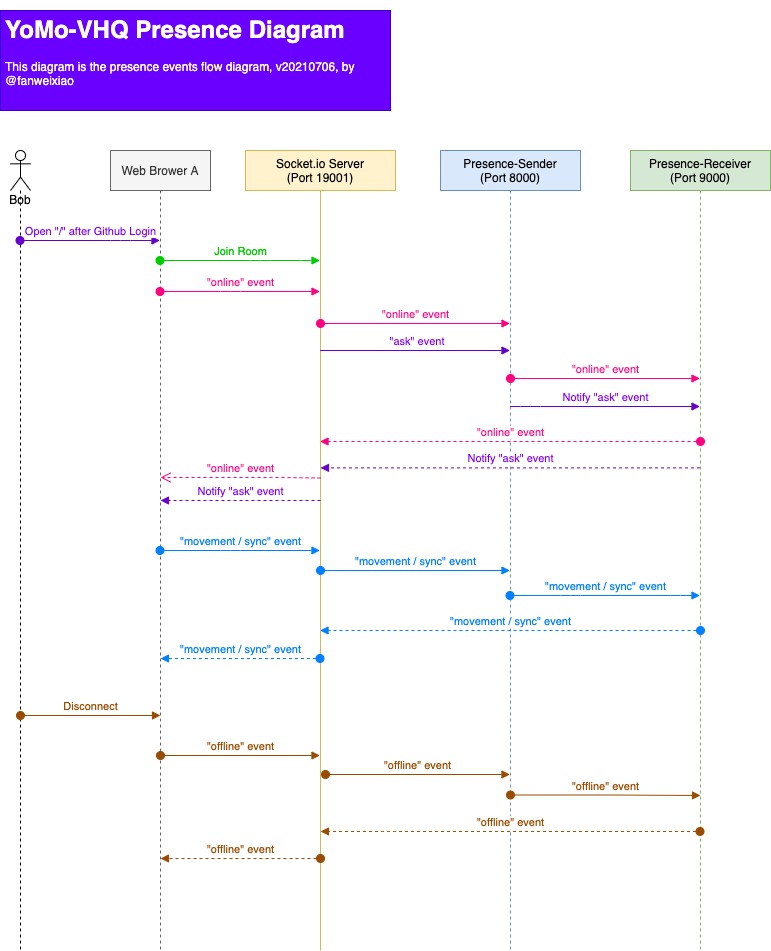 YoMo-VHQ Presence Diagram
This diagram is the presence events flow diagram, v20210706, by
@fanweixiao
Bob
Web Brower A
Socket.io Server
(Port 19001)
Presence-Sender
(Port 8000)
Presence-Receiver
(Port 9000)
Open "/" after Github Login
Join Room
"online" event
"online" event
"ask" event
"online" event
Notify "ask" event
"online" event
Notify "ask" event
"online" event
Notify "ask" event
"movement / sync" event
"movement / sync" event
"movement / sync" event
"movement / sync" event
"movement / sync" event
Disconnect
"offline" event
"offline" event
"offline" event
"offline" event
"offline" event